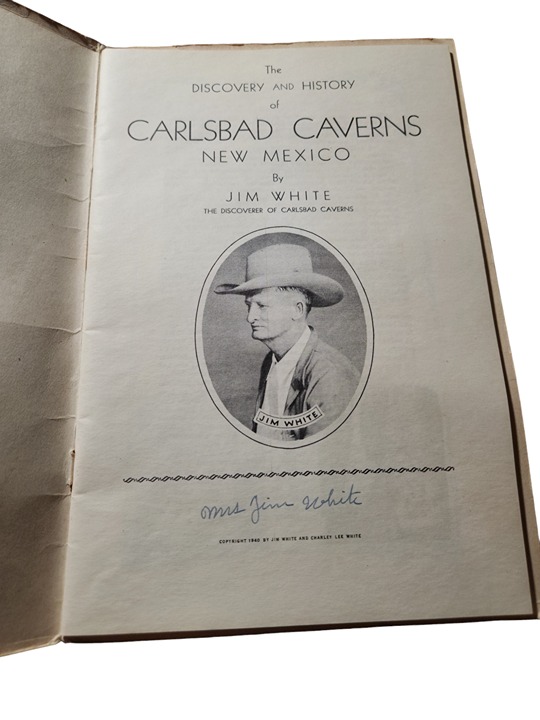 The
DISCOVERY AND HISTORY
of
CARLSBAD CAVERNS
NEW MEXICO
By
JIM WHITE
THE DISCOVERER OF CARLSBAD CAVERNS
JIM WHITE
Mrs Jim White
COPYRIGHT 1940 BY JIM WHITE AND CHARLEY LEE WHITE